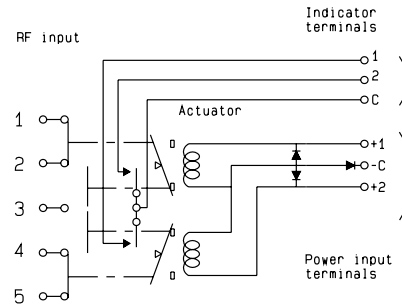 Indicator
terminals
RF input
1
2
C
Actuator
1
2
3
4
5
+1
-C
+2
Power input
terminals